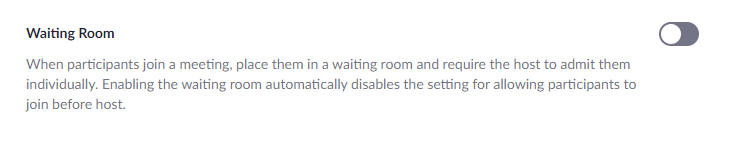 Waiting Room
When participants join a meeting, place them in a waiting room and require the host to admit them
individually. Enabling the waiting room automatically disables the setting for allowing participants to
join before host.